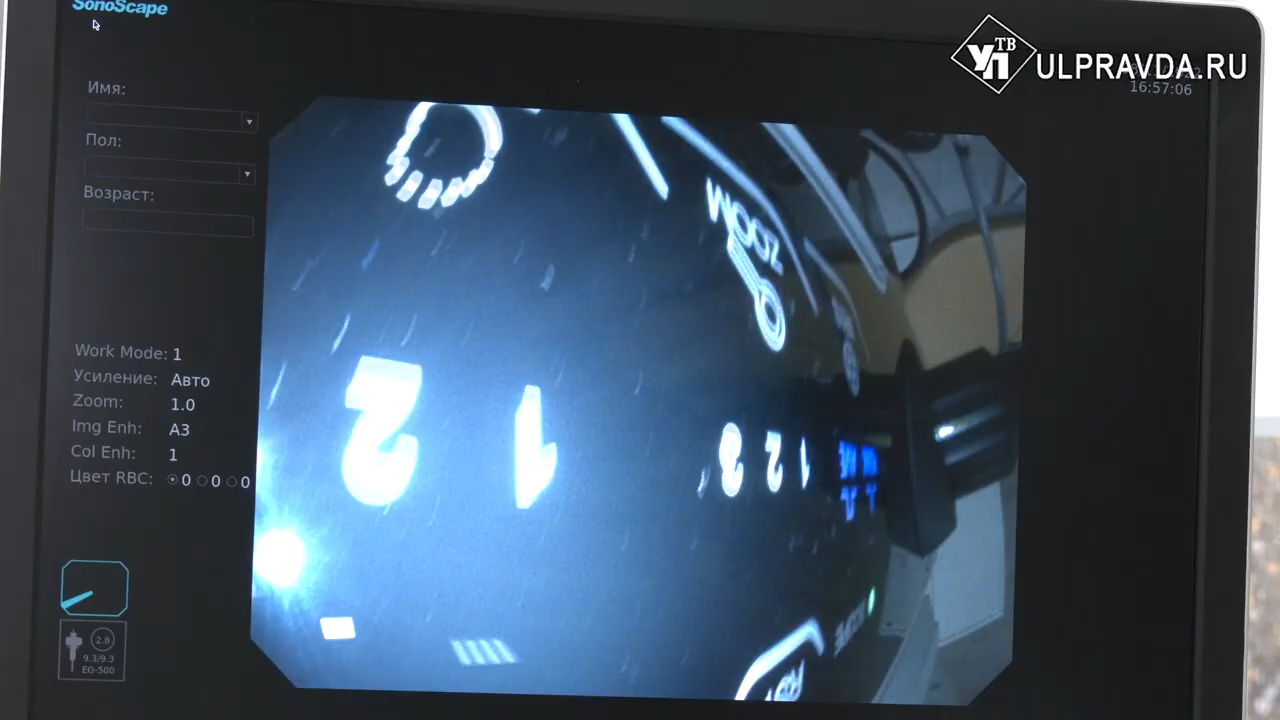 SonoScape
УП ТВ
ULPRAVDA.RU
16:57:06
Имя:
Пол:
Возраст:
Work Mode: 1
Усиление: Авто
Zoom: 1.0
Img Enh: A3
Col Enh: 1
Цвет RBC: 0 0 0
2.8
9.3/9.3
EG-500
ZOOM
2 1
3 2 1